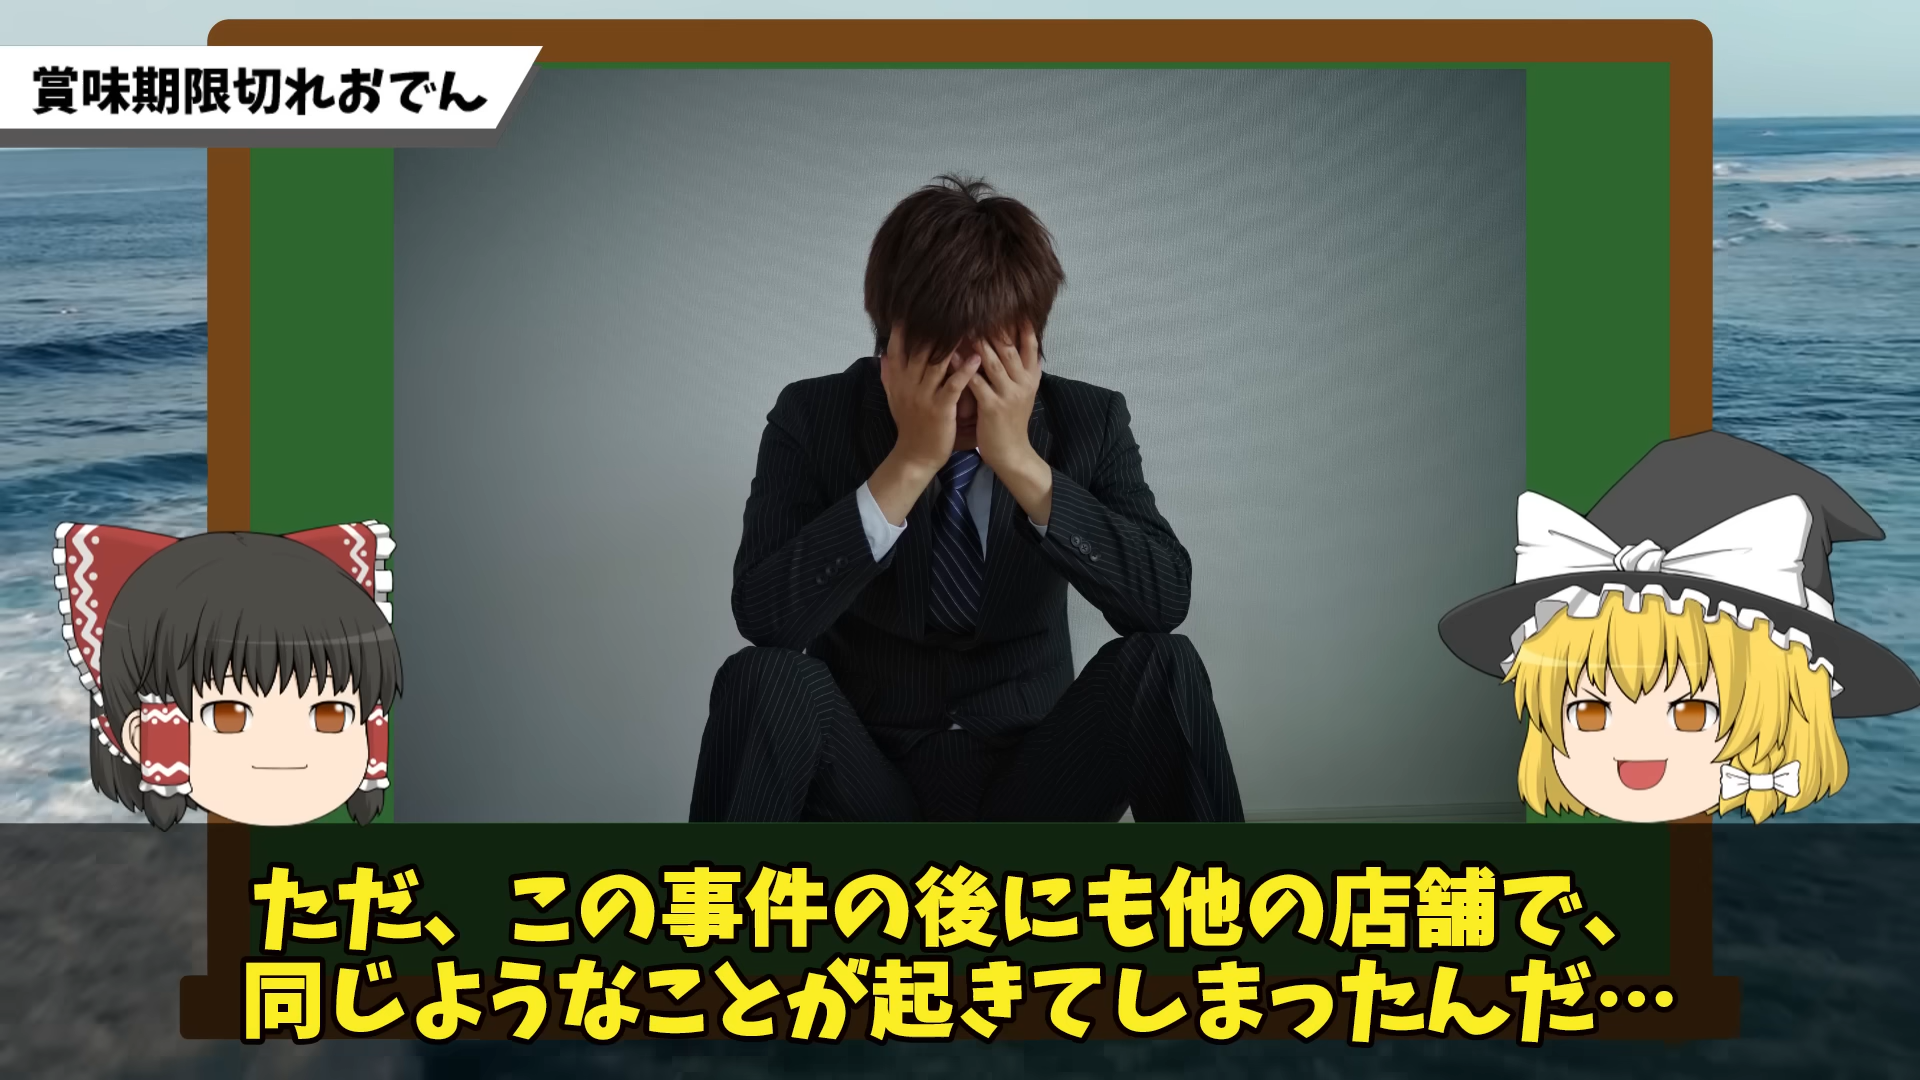 賞味期限切れおでん
ただ、この事件の後にも他の店舗で、
同じようなことが起きてしまったんだ…